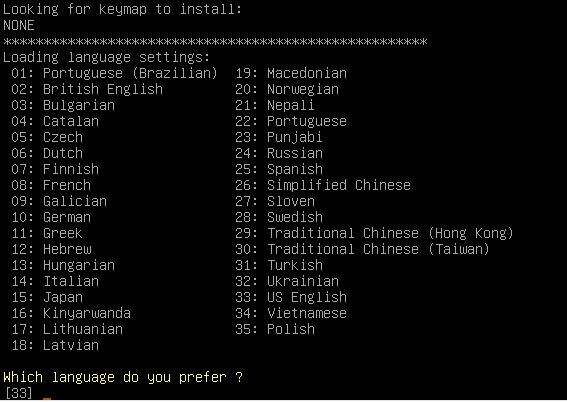 Looking for keymap to install:
NONE
*****************************************************
Loading language settings:
01: Portuguese (Brazilian)  19: Macedonian
02: British English         20: Norwegian
03: Bulgarian               21: Nepali
04: Catalan                 22: Portuguese
05: Czech                   23: Punjabi
06: Dutch                   24: Russian
07: Finnish                 25: Spanish
08: French                  26: Simplified Chinese
09: Galician                27: Sloven
10: German                  28: Swedish
11: Greek                   29: Traditional Chinese (Hong Kong)
12: Hebrew                  30: Traditional Chinese (Taiwan)
13: Hungarian               31: Turkish
14: Italian                 32: Ukrainian
15: Japan                   33: US English
16: Kinyarwanda             34: Vietnamese
17: Lithuanian              35: Polish
18: Latvian
Which language do you prefer ?
[33] _